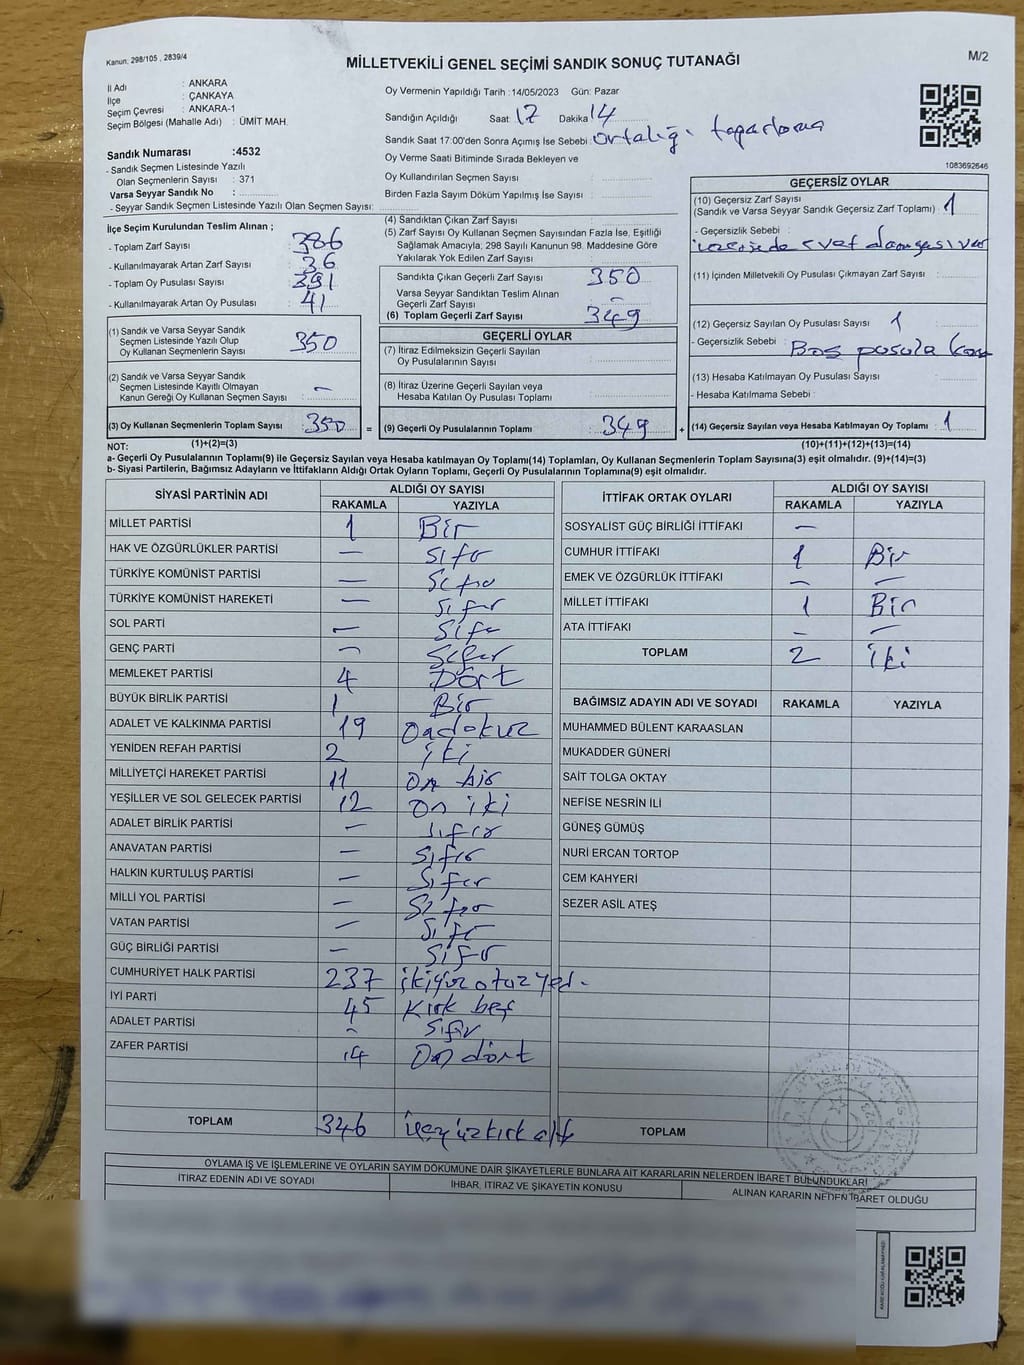 Kanun; 298/105 , 2839/4
MİLLETVEKİLİ GENEL SEÇİMİ SANDIK SONUÇ TUTANAĞI
M/2
İl Adı : ANKARA
İlçe : ÇANKAYA
Seçim Çevresi : ANKARA-1
Seçim Bölgesi (Mahalle Adı) : ÜMİT MAH.
Sandık Numarası :4532
- Sandık Seçmen Listesinde Yazılı
Olan Seçmenlerin Sayısı : 371
Varsa Seyyar Sandık No :
- Seyyar Sandık Seçmen Listesinde Yazılı Olan Seçmen Sayısı:
Oy Vermenin Yapıldığı Tarih :14/05/2023 Gün: Pazar
Sandığın Açıldığı Saat: 17 Dakika 14
Sandık Saat 17:00'den Sonra Açımış İse Sebebi: Ortalığı toparlama
Oy Verme Saati Bitiminde Sırada Bekleyen ve
Oy Kullandırılan Seçmen Sayısı :
Birden Fazla Sayım Döküm Yapılmış İse Sayısı :
1083692646
İlçe Seçim Kurulundan Teslim Alınan ;
- Toplam Zarf Sayısı : 386
- Kullanılmayarak Artan Zarf Sayısı : 36
- Toplam Oy Pusulası Sayısı : 391
- Kullanılmayarak Artan Oy Pusulası : 41
(1) Sandık ve Varsa Seyyar Sandık
Seçmen Listesinde Yazılı Olup
Oy Kullanan Seçmenlerin Sayısı : 350
(2) Sandık ve Varsa Seyyar Sandık
Seçmen Listesinde Kayıtlı Olmayan
Kanun Gereği Oy Kullanan Seçmen Sayısı : —
(3) Oy Kullanan Seçmenlerin Toplam Sayısı : 350 =
(4) Sandıktan Çıkan Zarf Sayısı :
(5) Zarf Sayısı Oy Kullanan Seçmen Sayısından Fazla İse, Eşitliği
Sağlamak Amacıyla, 298 Sayılı Kanunun 98. Maddesine Göre
Yakılarak Yok Edilen Zarf Sayısı :
Sandıkta Çıkan Geçerli Zarf Sayısı : 350
Varsa Seyyar Sandıktan Teslim Alınan
Geçerli Zarf Sayısı : —
(6) Toplam Geçerli Zarf Sayısı : 349
GEÇERLİ OYLAR
(7) İtiraz Edilmeksizin Geçerli Sayılan
Oy Pusulalarının Sayısı :
(8) İtiraz Üzerine Geçerli Sayılan veya
Hesaba Katılan Oy Pusulası Toplamı :
(9) Geçerli Oy Pusulalarının Toplamı : 349 +
GEÇERSİZ OYLAR
(10) Geçersiz Zarf Sayısı
(Sandık ve Varsa Seyyar Sandık Geçersiz Zarf Toplamı) : 1
- Geçersizlik Sebebi :
üzerinde evet damgası var
(11) İçinden Milletvekili Oy Pusulası Çıkmayan Zarf Sayısı :
(12) Geçersiz Sayılan Oy Pusulası Sayısı 1 :
- Geçersizlik Sebebi : Boş pusula
(13) Hesaba Katılmayan Oy Pusulası Sayısı :
- Hesaba Katılmama Sebebi :
(14) Geçersiz Sayılan veya Hesaba Katılmayan Oy Toplamı : 1
NOT: (1)+(2)=(3) (10)+(11)+(12)+(13)=(14)
a- Geçerli Oy Pusulalarının Toplamı(9) ile Geçersiz Sayılan veya Hesaba katılmayan Oy Toplamı(14) Toplamları, Oy Kullanan Seçmenlerin Toplam Sayısına(3) eşit olmalıdır. (9)+(14)=(3)
b- Siyasi Partilerin, Bağımsız Adayların ve İttifakların Aldığı Ortak Oyların Toplamı, Geçerli Oy Pusulalarının Toplamına(9) eşit olmalıdır.
SİYASİ PARTİNİN ADI ALDIĞI OY SAYISI
RAKAMLA YAZIYLA
MİLLET PARTİSİ 1 Bir
HAK VE ÖZGÜRLÜKLER PARTİSİ — Sıfır
TÜRKİYE KOMÜNİST PARTİSİ — Sıfır
TÜRKİYE KOMÜNİST HAREKETİ — Sıfır
SOL PARTİ — Sıfır
GENÇ PARTİ — Sıfır
MEMLEKET PARTİSİ 4 Dört
BÜYÜK BİRLİK PARTİSİ 1 Bir
ADALET VE KALKINMA PARTİSİ 19 Ondokuz
YENİDEN REFAH PARTİSİ 2 iki
MİLLİYETÇİ HAREKET PARTİSİ 11 On bir
YEŞİLLER VE SOL GELECEK PARTİSİ 12 On iki
ADALET BİRLİK PARTİSİ — Sıfır
ANAVATAN PARTİSİ — Sıfır
HALKIN KURTULUŞ PARTİSİ — Sıfır
MİLLİ YOL PARTİSİ — Sıfır
VATAN PARTİSİ — Sıfır
GÜÇ BİRLİĞİ PARTİSİ — Sıfır
CUMHURİYET HALK PARTİSİ 237 ikiyüz otuz yed.
İYİ PARTİ 45 Kırk beş
ADALET PARTİSİ — Sıfır
ZAFER PARTİSİ 14 On dört
TOPLAM 346 üçyüzkırk altı
İTTİFAK ORTAK OYLARI ALDIĞI OY SAYISI
RAKAMLA YAZIYLA
SOSYALİST GÜÇ BİRLİĞİ İTTİFAKI —
CUMHUR İTTİFAKI 1 Bir
EMEK VE ÖZGÜRLÜK İTTİFAKI — —
MİLLET İTTİFAKI 1 Bir
ATA İTTİFAKI — —
TOPLAM 2 iki
BAĞIMSIZ ADAYIN ADI VE SOYADI RAKAMLA YAZIYLA
MUHAMMED BÜLENT KARAASLAN
MUKADDER GÜNERİ
SAİT TOLGA OKTAY
NEFİSE NESRİN İLİ
GÜNEŞ GÜMÜŞ
NURİ ERCAN TORTOP
CEM KAHYERİ
SEZER ASİL ATEŞ
TOPLAM
OYLAMA İŞ VE İŞLEMLERİNE VE OYLARIN SAYIM DÖKÜMÜNE DAİR ŞİKAYETLERLE BUNLARA AİT KARARLARIN NELERDEN İBARET BULUNDUKLARI
İTİRAZ EDENİN ADI VE SOYADI İHBAR, İTİRAZ VE ŞİKAYETİN KONUSU ALINAN KARARIN NEDEN İBARET OLDUĞU